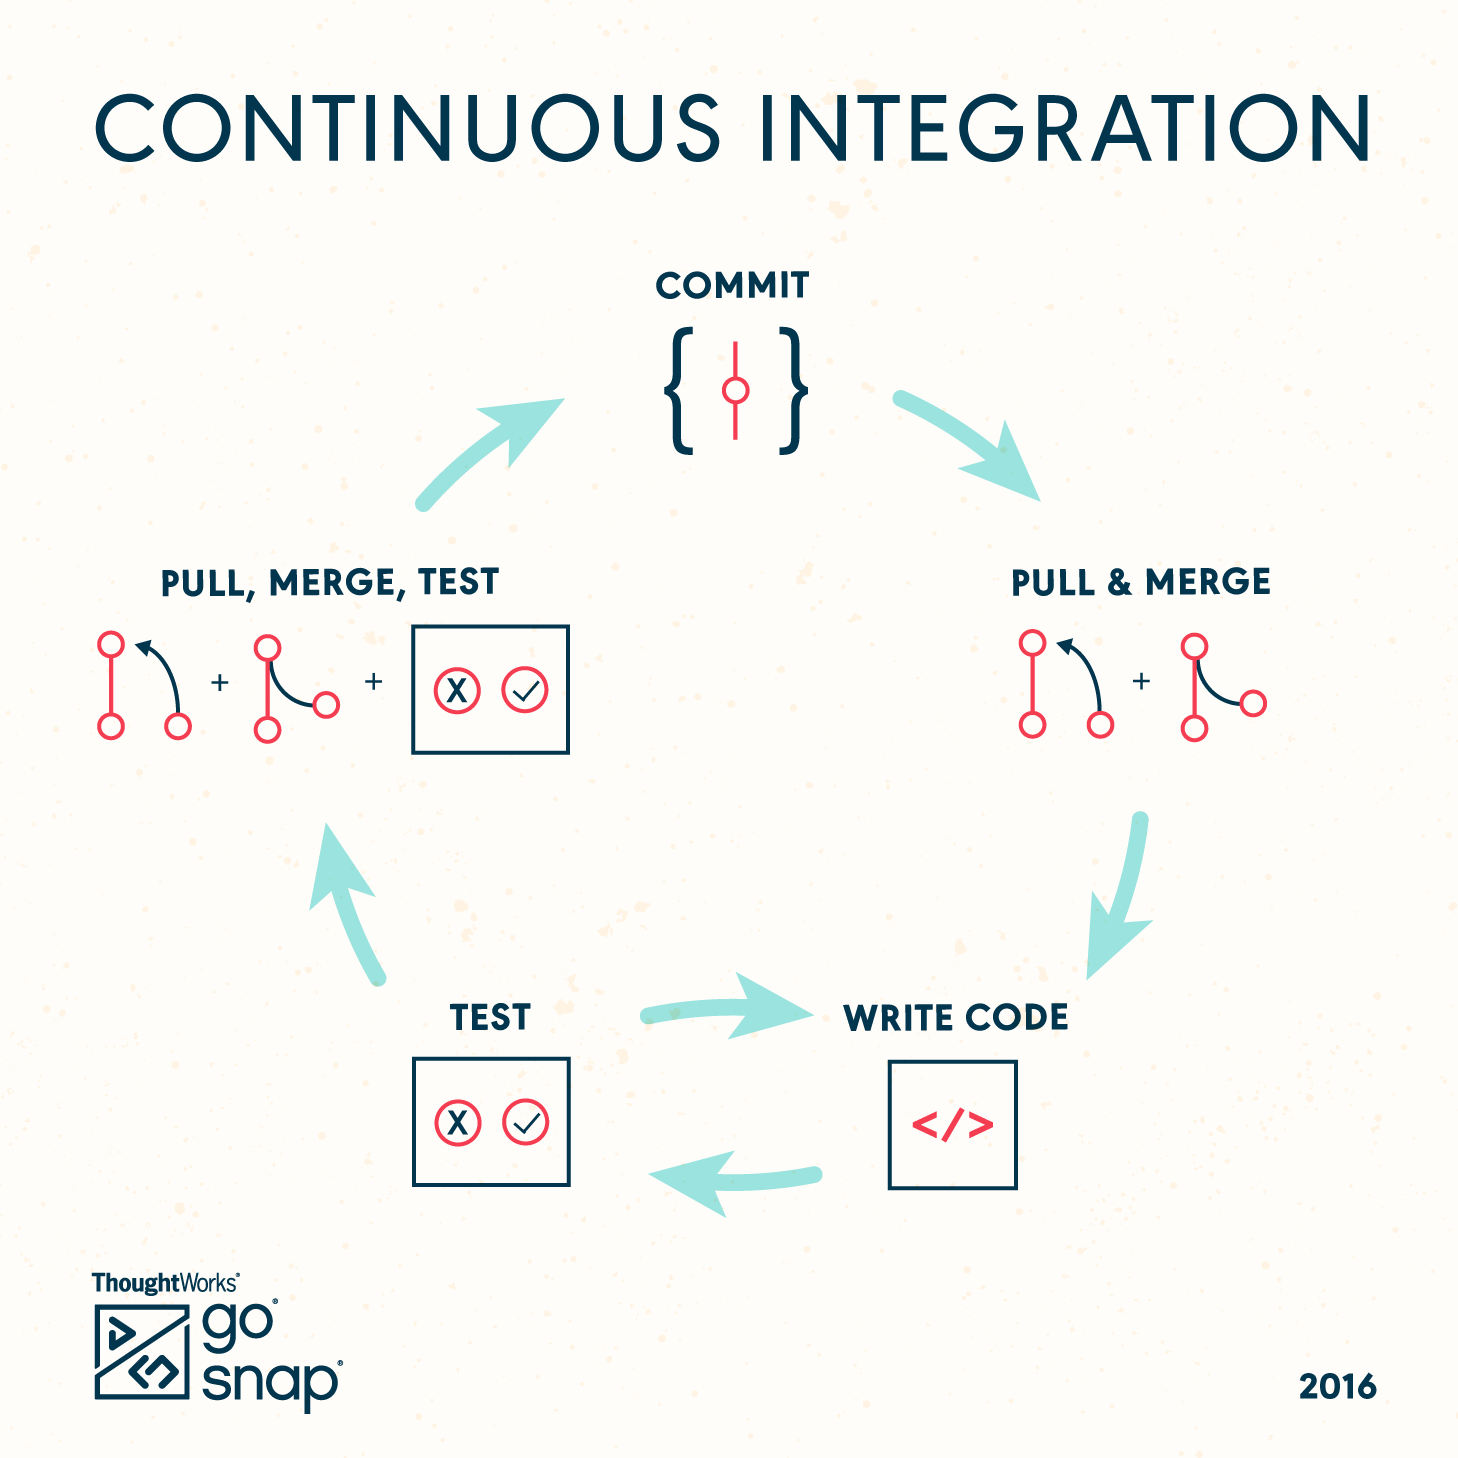 CONTINUOUS INTEGRATION
COMMIT
{ }
PULL, MERGE, TEST
+ + X ✓
PULL & MERGE
+
TEST
X ✓
WRITE CODE
</>
ThoughtWorks®
go®
snap®
2016